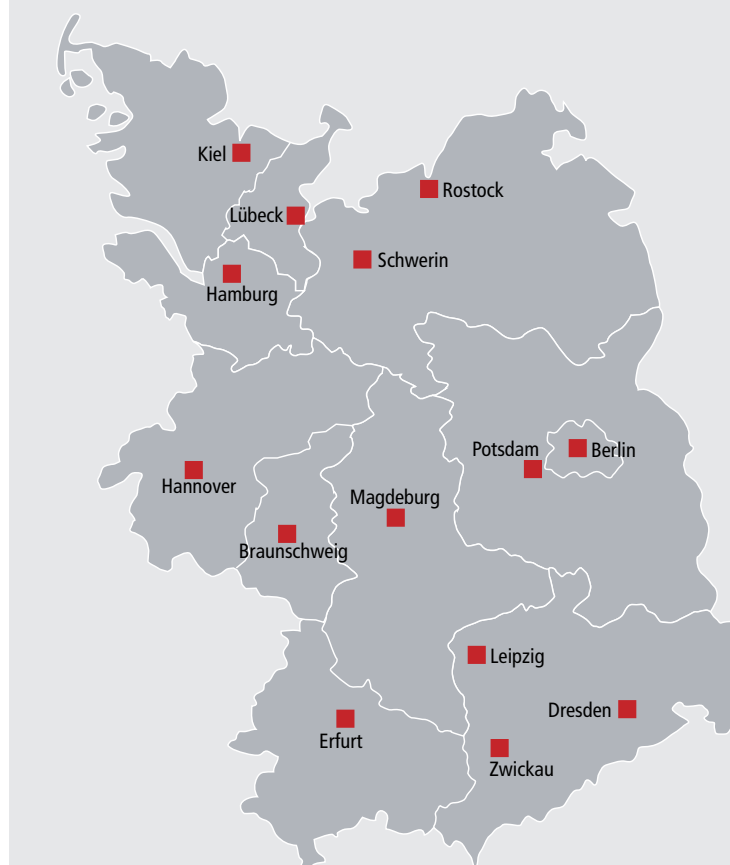 Kiel
Rostock
Lübeck
Schwerin
Hamburg
Potsdam
Berlin
Hannover
Magdeburg
Braunschweig
Leipzig
Dresden
Erfurt
Zwickau